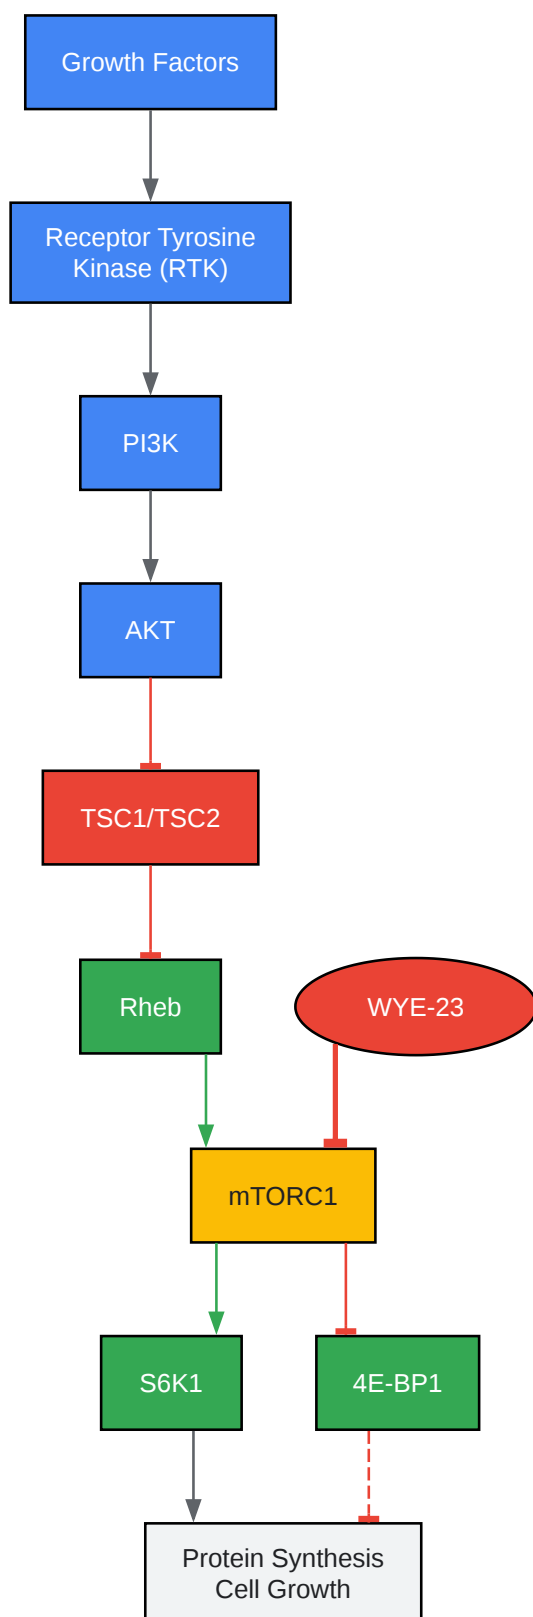 Growth Factors
Receptor Tyrosine
Kinase (RTK)
PI3K
AKT
TSC1/TSC2
Rheb
WYE-23
mTORC1
S6K1
4E-BP1
Protein Synthesis
Cell Growth